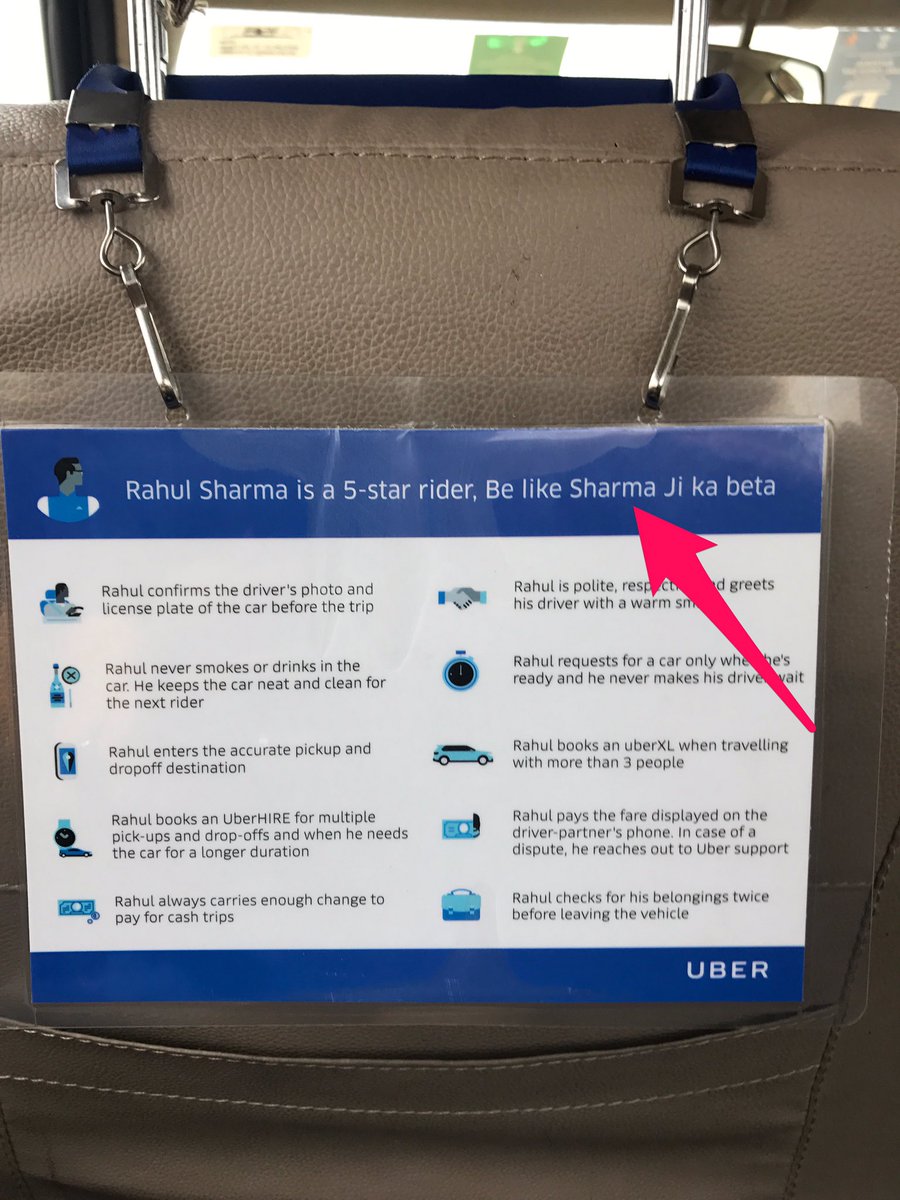 Rahul Sharma is a 5-star rider, Be like Sharma Ji ka beta
Rahul confirms the driver's photo and
license plate of the car before the trip
Rahul never smokes or drinks in the
car. He keeps the car neat and clean for
the next rider
Rahul enters the accurate pickup and
dropoff destination
Rahul books an UberHIRE for multiple
pick-ups and drop-offs and when he needs
the car for a longer duration
Rahul always carries enough change to
pay for cash trips
Rahul is polite, greets
his driver with a warm
Rahul requests for a car only he's
ready and he never makes his wait
Rahul books an uberXL when travelling
with more than 3 people
Rahul pays the fare displayed on the
driver-partner's phone. In case of a
dispute, he reaches out to Uber support
Rahul checks for his belongings twice
before leaving the vehicle
UBER